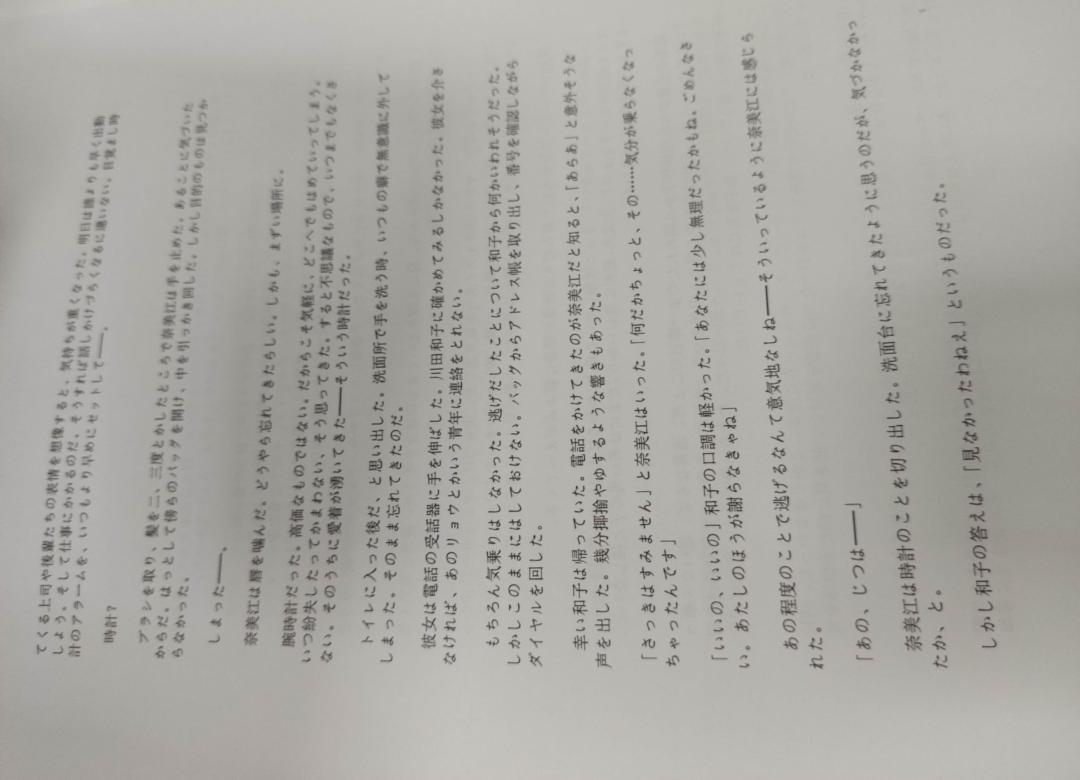 てくる上司や後輩たちの表情を想像すると、気持ちが重くなった。明日は誰よりも早く出勤
しよう。そして仕事にかかるのだ。そうすれば話しかけづらくなるに違いない。目覚まし時
計のアラームを、いつもより早めにセットして――。
時計?
ブラシを取り、髪を二、三度とかしたところで奈美江は手を止めた。あることに気づいた
からだ。はっとして傍らのバッグを開け、中を引っかき回した。しかし目的のものは見つか
らなかった。
しまった――。
奈美江は唇を噛んだ。どうやら忘れてきたらしい。しかも、まずい場所に。
腕時計だった。高価なものではない。だからこそ気軽に、どこへでもはめていってしまう。
いつ紛失したってかまわない、そう思ってきた。すると不思議なもので、いつまでもなくさ
ない。そのうちに愛着が湧いてきた――そういう時計だった。
トイレに入った後だ、と思い出した。洗面所で手を洗う時、いつもの癖で無意識に外して
しまった。そのまま忘れてきたのだ。
彼女は電話の受話器に手を伸ばした。川田和子に確かめてみるしかなかった。彼女を介さ
なければ、あのリョウとかいう青年に連絡をとれない。
もちろん気乗りはしなかった。逃げだしたことについて和子から何かいわれそうだった。
しかしこのままにはしておけない。バッグからアドレス帳を取り出し、番号を確認しながら
ダイヤルを回した。
幸い和子は帰っていた。電話をかけてきたのが奈美江だと知ると、「あらあ」と意外そうな
声を出した。幾分揶揄やゆするような響きもあった。
「さっきはすみません」と奈美江はいった。「何だかちょっと、その……気分が乗らなくなっ
ちゃったんです」
「いいの、いいの」和子の口調は軽かった。「あなたには少し無理だったかもね。ごめんなさ
い。あたしのほうが謝らなきゃね」
あの程度のことで逃げるなんて意気地なしね――そういっているように奈美江には感じら
れた。
「あの、じつは――」
奈美江は時計のことを切り出した。洗面台に忘れてきたように思うのだが、気づかなかっ
たか、と。
しかし和子の答えは、「見なかったわねえ」というものだった。